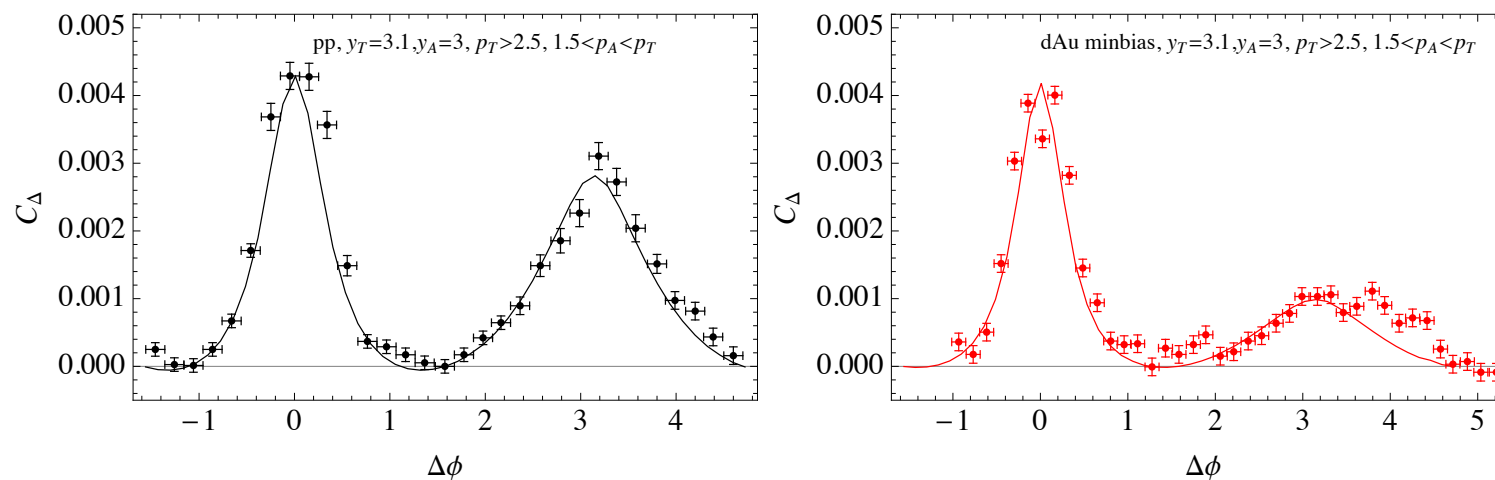 pp, y_T=3.1,y_A=3, p_T>2.5, 1.5<p_A<p_T
0.005
0.004
0.003
0.002
0.001
0.000
C_Δ
−1 0 1 2 3 4
Δϕ
dAu minbias, y_T=3.1,y_A=3, p_T>2.5, 1.5<p_A<p_T
0.005
0.004
0.003
0.002
0.001
0.000
C_Δ
−1 0 1 2 3 4 5
Δϕ